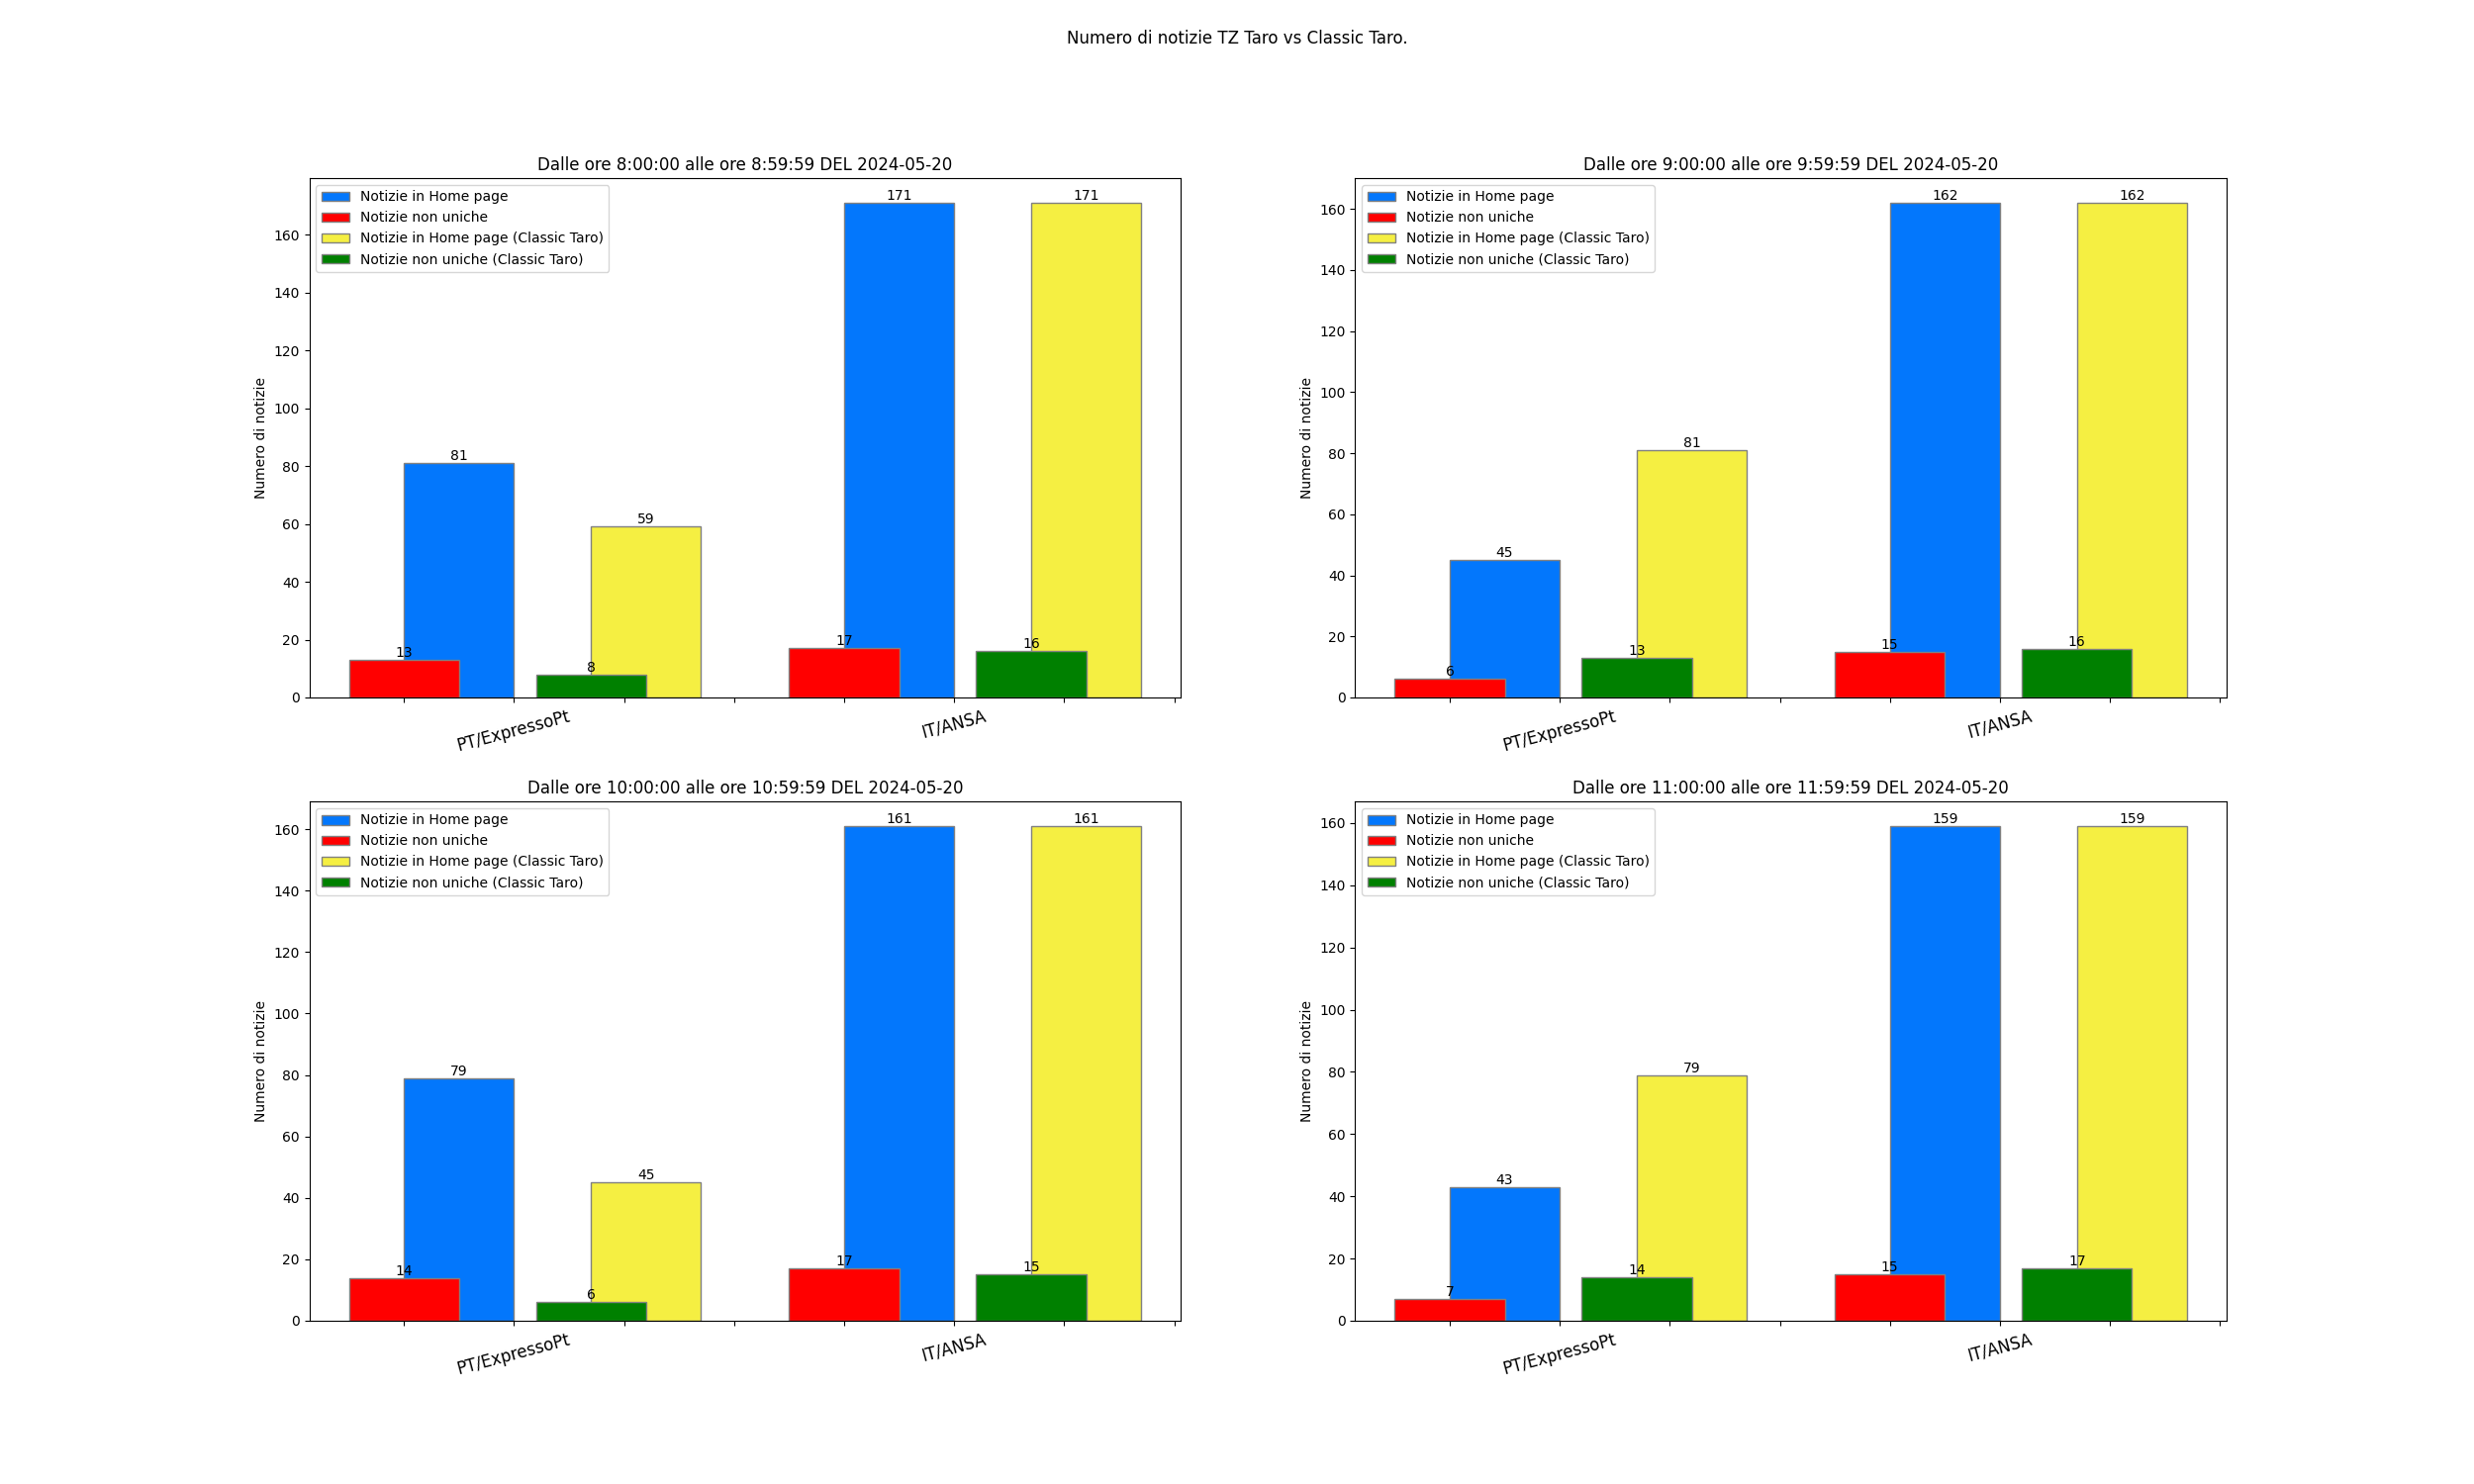 Numero di notizie TZ Taro vs Classic Taro.
Dalle ore 8:00:00 alle ore 8:59:59 DEL 2024-05-20
Notizie in Home page
Notizie non uniche
Notizie in Home page (Classic Taro)
Notizie non uniche (Classic Taro)
Numero di notizie
160
140
120
100
80
60
40
20
0
13
81
8
59
17
171
16
171
PT/ExpressoPt
IT/ANSA
Dalle ore 9:00:00 alle ore 9:59:59 DEL 2024-05-20
Notizie in Home page
Notizie non uniche
Notizie in Home page (Classic Taro)
Notizie non uniche (Classic Taro)
Numero di notizie
160
140
120
100
80
60
40
20
0
6
45
13
81
15
162
16
162
PT/ExpressoPt
IT/ANSA
Dalle ore 10:00:00 alle ore 10:59:59 DEL 2024-05-20
Notizie in Home page
Notizie non uniche
Notizie in Home page (Classic Taro)
Notizie non uniche (Classic Taro)
Numero di notizie
160
140
120
100
80
60
40
20
0
14
79
6
45
17
161
15
161
PT/ExpressoPt
IT/ANSA
Dalle ore 11:00:00 alle ore 11:59:59 DEL 2024-05-20
Notizie in Home page
Notizie non uniche
Notizie in Home page (Classic Taro)
Notizie non uniche (Classic Taro)
Numero di notizie
160
140
120
100
80
60
40
20
0
7
43
14
79
15
159
17
159
PT/ExpressoPt
IT/ANSA